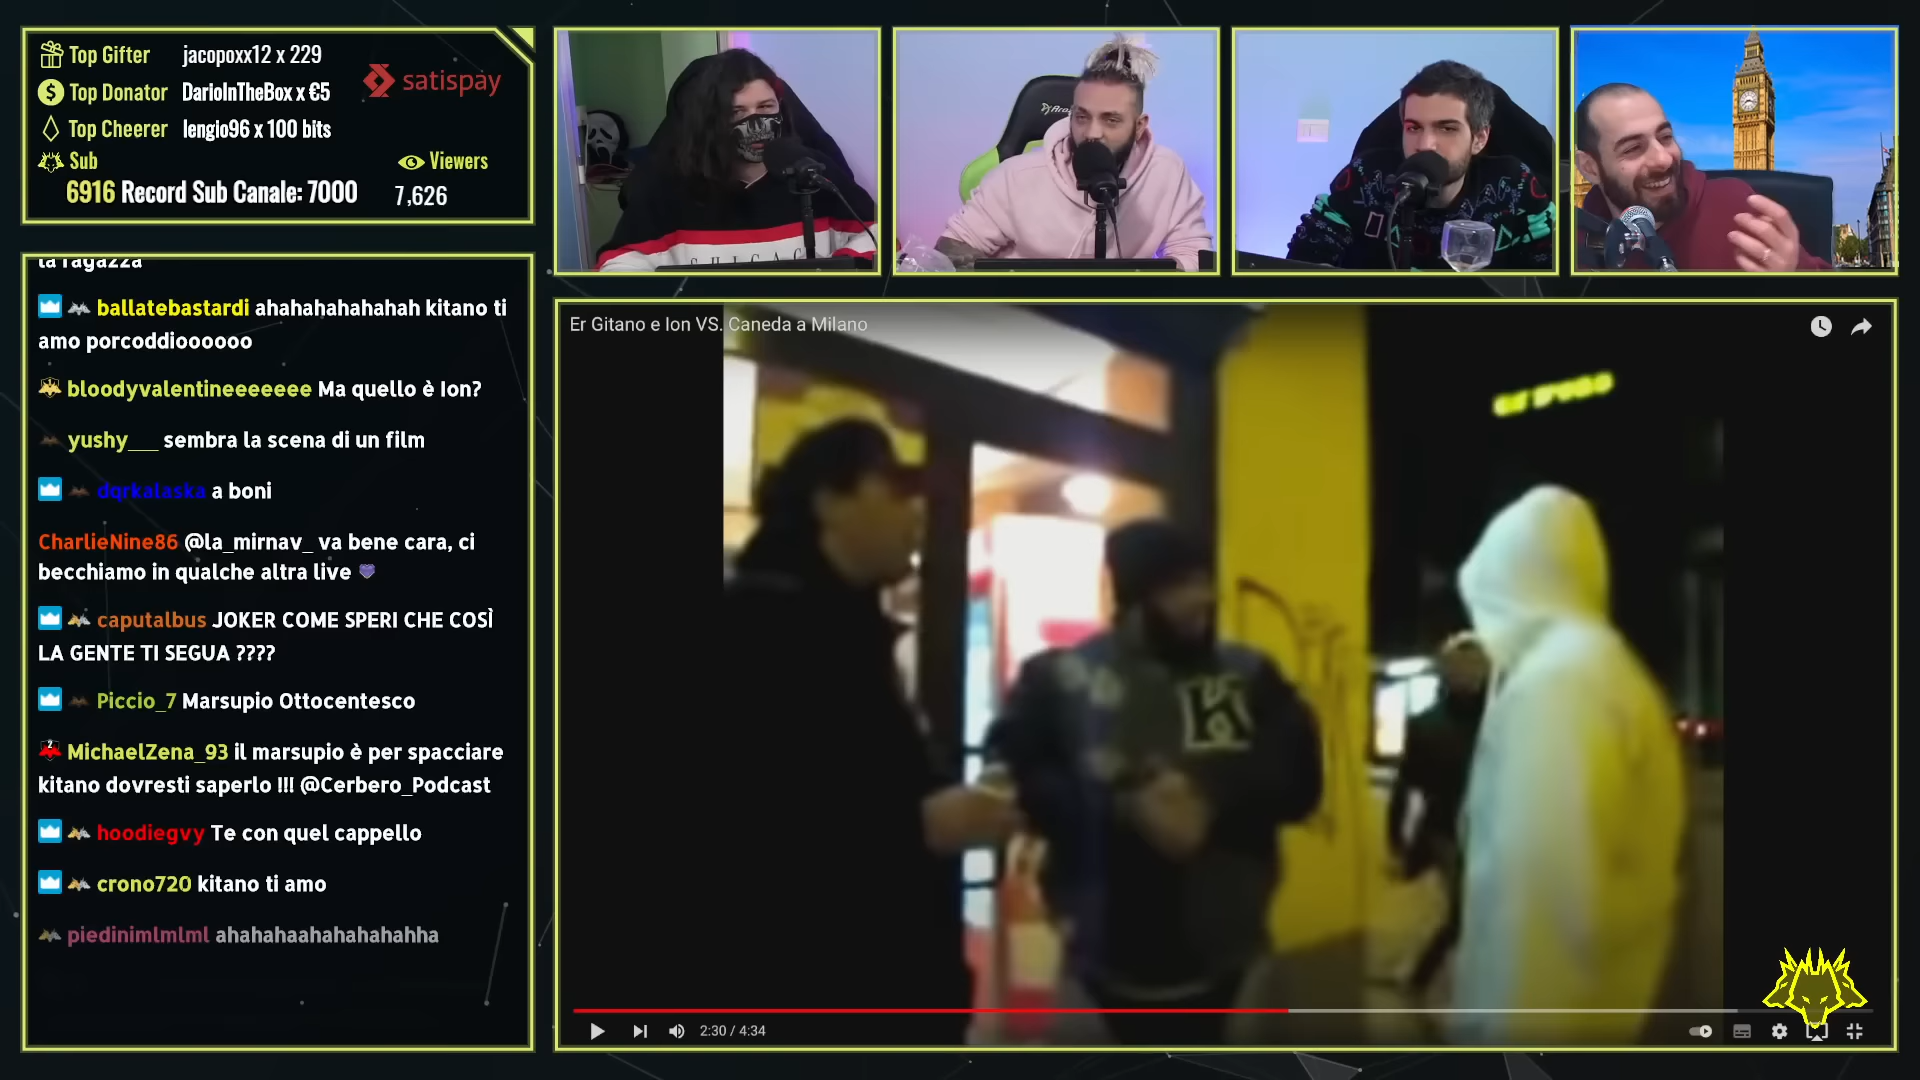 Top Gifter jacopoxx12 x 229
Top Donator DarioInTheBox x €5
Top Cheerer lengio96 x 100 bits
satispay
Sub
6916 Record Sub Canale: 7000
Viewers
7,626
la ragazza
ballatebastardi ahahahahahahah kitano ti
amo porcoddioooooo
bloodyvalentineeeeeee Ma quello è Ion?
yushy___ sembra la scena di un film
dqrkalaska a boni
CharlieNine86 @la_mirnav_ va bene cara, ci
becchiamo in qualche altra live
caputalbus JOKER COME SPERI CHE COSÌ
LA GENTE TI SEGUA ????
Piccio_7 Marsupio Ottocentesco
2
MichaelZena_93 il marsupio è per spacciare
kitano dovresti saperlo !!! @Cerbero_Podcast
hoodiegvy Te con quel cappello
crono720 kitano ti amo
piedinimlmlml ahahahaahahahahahha
Er Gitano e Ion VS. Caneda a Milano
K
2:30 / 4:34